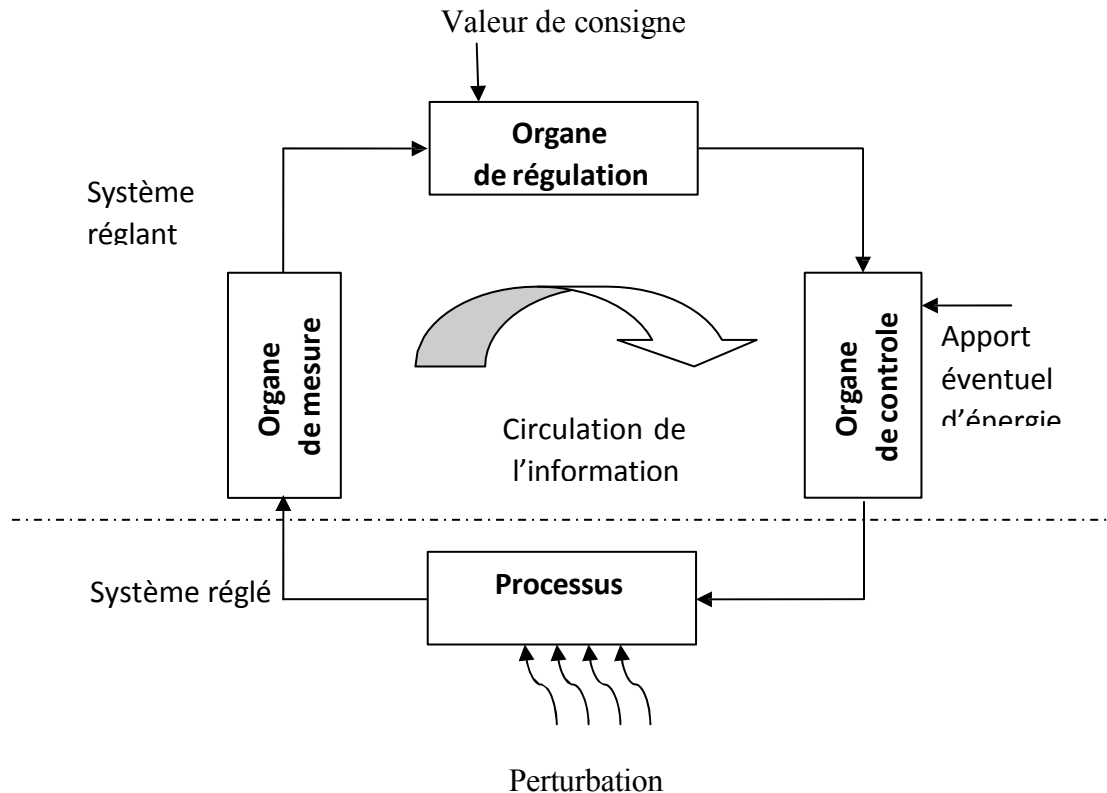 Valeur de consigne
Organe
de régulation
Système
réglant
Organe
de mesure
Organe
de controle
Apport
éventuel
d'énergie
Circulation de
l'information
Système réglé
Processus
Perturbation